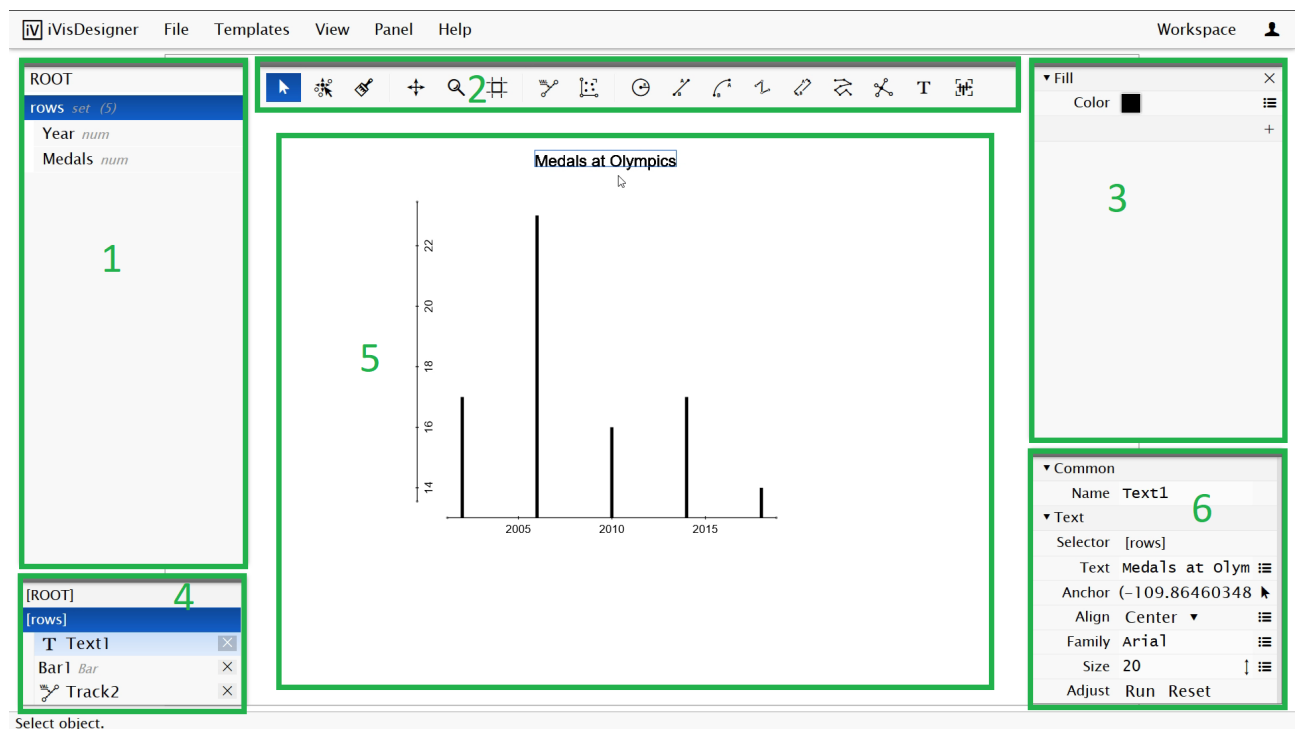 iV iVisDesigner File Templates View Panel Help Workspace
ROOT
rows set (5)
Year num
Medals num
1
2
T
Fill
Color
+
3
Medals at Olympics
22
20
18
16
14
2005 2010 2015
5
[ROOT]
4
[rows]
T Text1
Bar1 Bar
Track2
Common
Name Text1
6
Text
Selector [rows]
Text Medals at Olym
Anchor (-109.86460348
Align Center
Family Arial
Size 20
Adjust Run Reset
Select object.